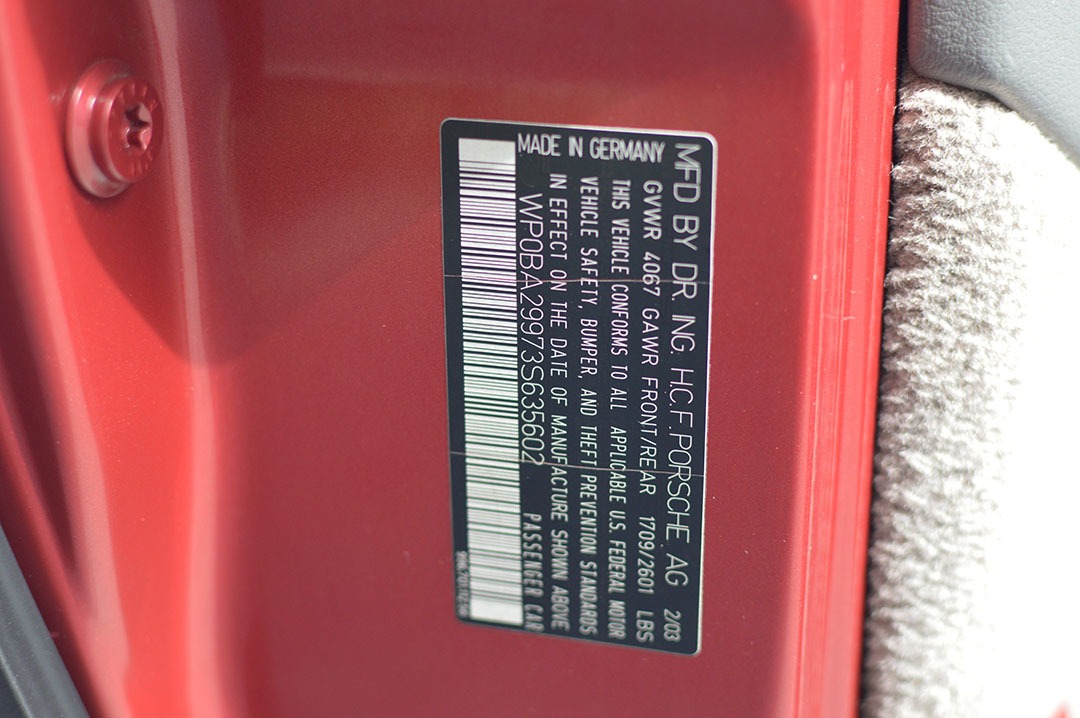 MFD BY DR. ING. H.C.F. PORSCHE AG 2/03
GVWR 4067 GAWR FRONT/REAR 1709/2601 LBS
THIS VEHICLE CONFORMS TO ALL APPLICABLE U.S. FEDERAL MOTOR
VEHICLE SAFETY, BUMPER, AND THEFT PREVENTION STANDARDS
IN EFFECT ON THE DATE OF MANUFACTURE SHOWN ABOVE
MADE IN GERMANY
WP0BA29973S635602 PASSENGER CAR